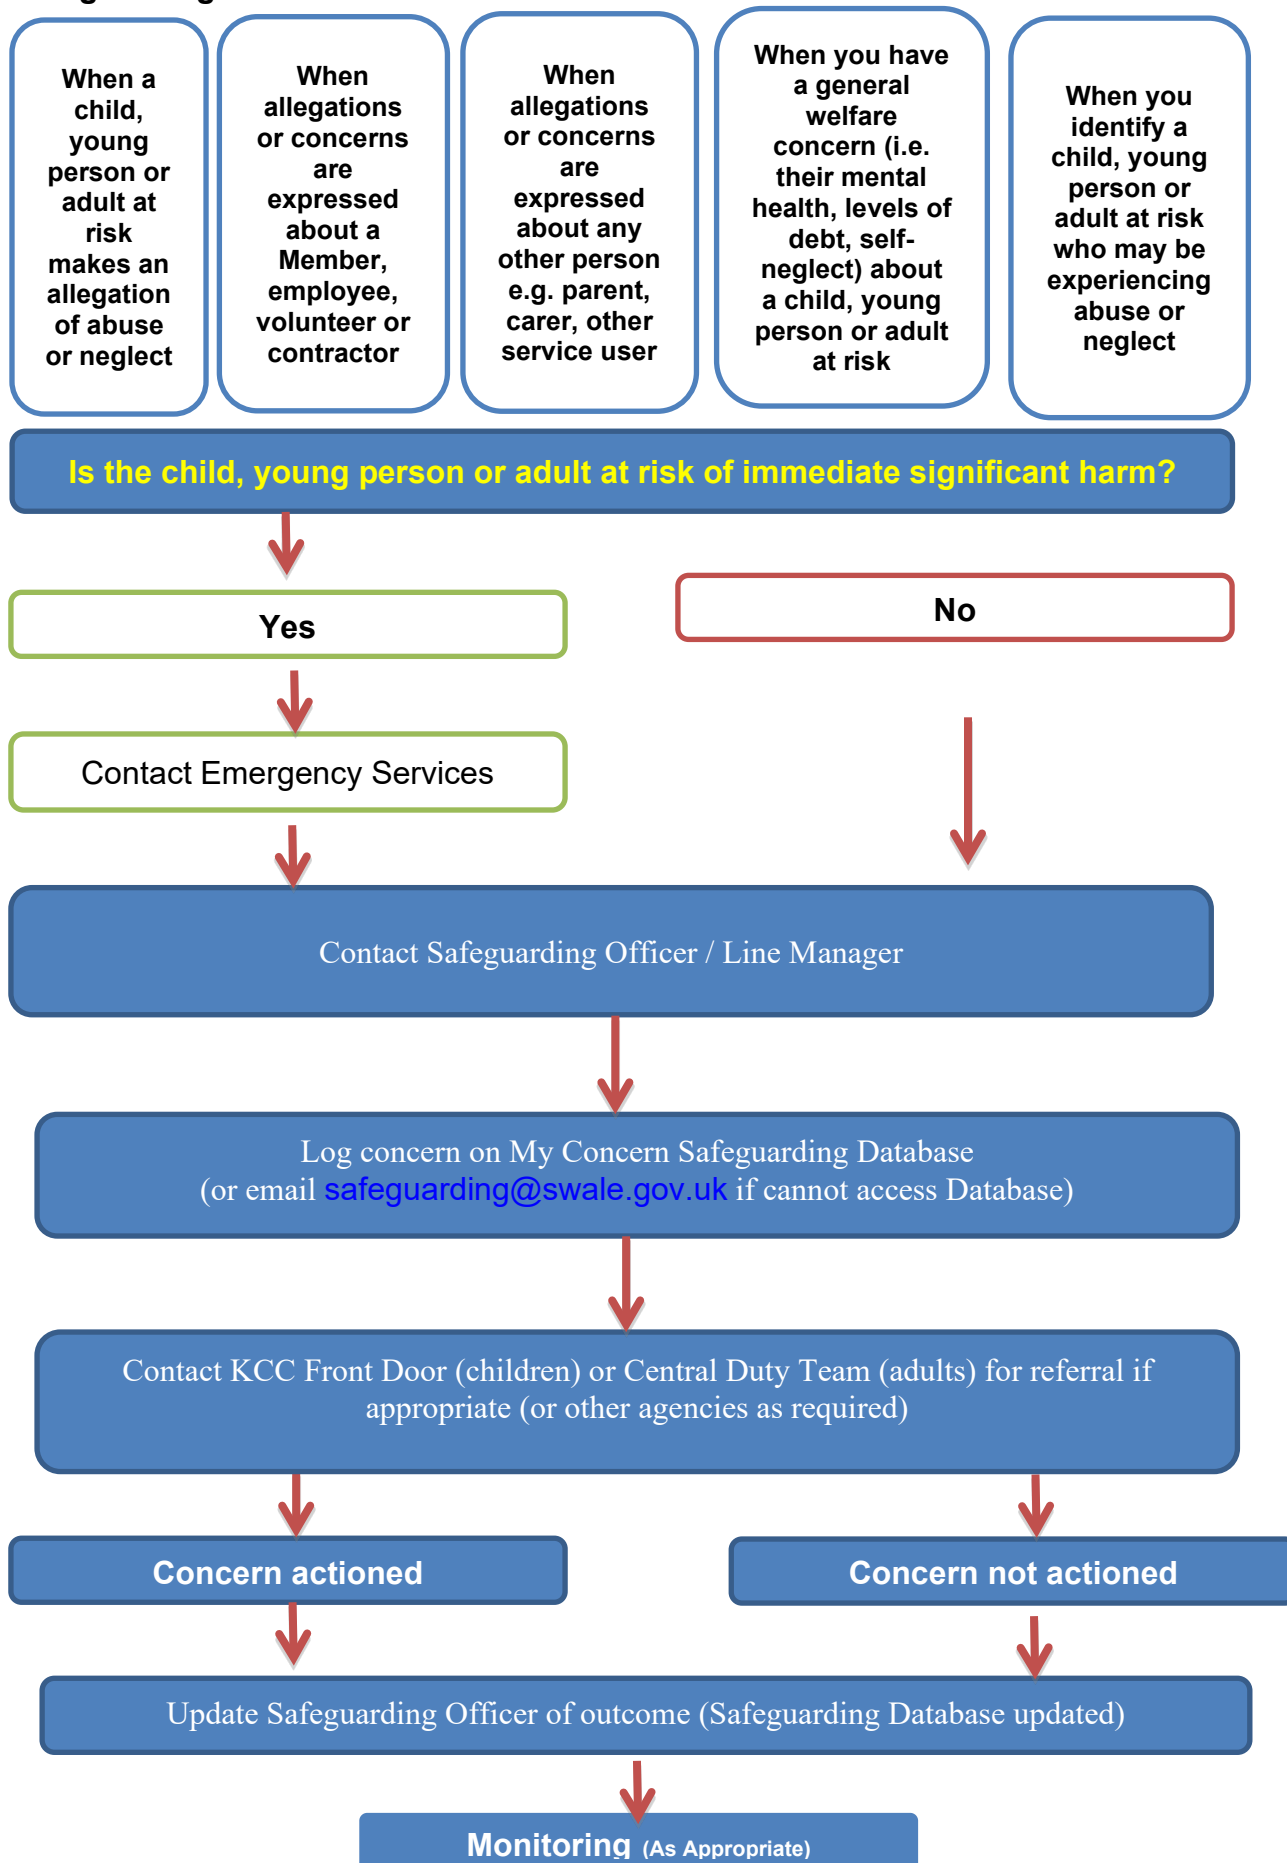 When a
child,
young
person or
adult at
risk
makes an
allegation
of abuse
or neglect
When
allegations
or concerns
are
expressed
about a
Member,
employee,
volunteer or
contractor
When
allegations
or concerns
are
expressed
about any
other person
e.g. parent,
carer, other
service user
When you have
a general
welfare
concern (i.e.
their mental
health, levels of
debt, self-
neglect) about
a child, young
person or adult
at risk
When you
identify a
child, young
person or
adult at risk
who may be
experiencing
abuse or
neglect
Is the child, young person or adult at risk of immediate significant harm?
Yes
No
Contact Emergency Services
Contact Safeguarding Officer / Line Manager
Log concern on My Concern Safeguarding Database
(or email safeguarding@swale.gov.uk if cannot access Database)
Contact KCC Front Door (children) or Central Duty Team (adults) for referral if
appropriate (or other agencies as required)
Concern actioned
Concern not actioned
Update Safeguarding Officer of outcome (Safeguarding Database updated)
Monitoring (As Appropriate)